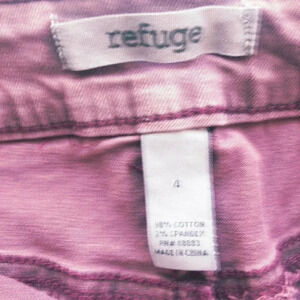 refuge
4
98% COTTON
2% SPANDEX
MADE IN CHINA